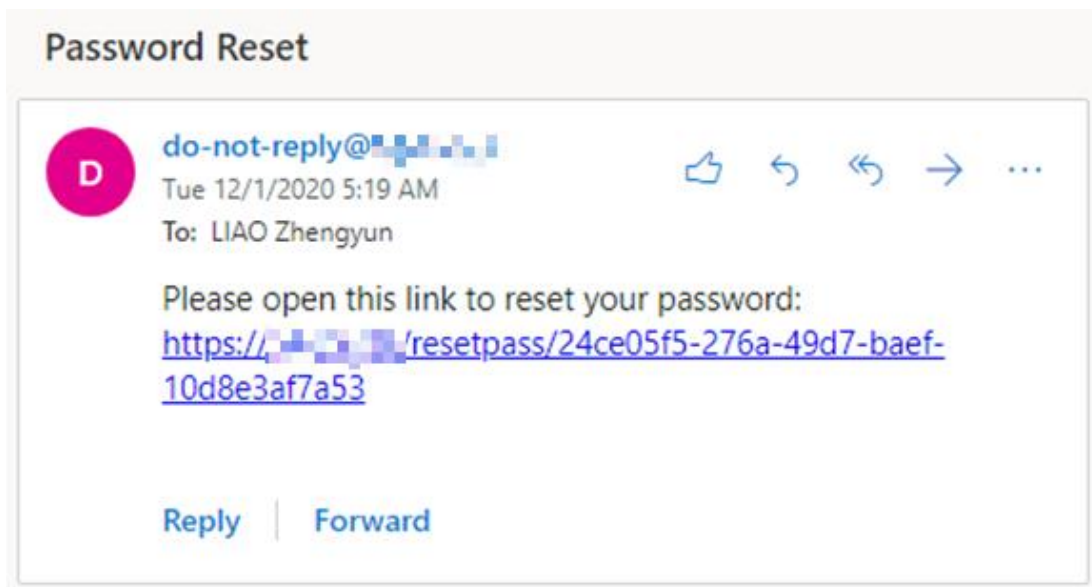 Password Reset
D
do-not-reply@
Tue 12/1/2020 5:19 AM
To: LIAO Zhengyun
Please open this link to reset your password:
https:// /resetpass/24ce05f5-276a-49d7-baef-
10d8e3af7a53
Reply Forward